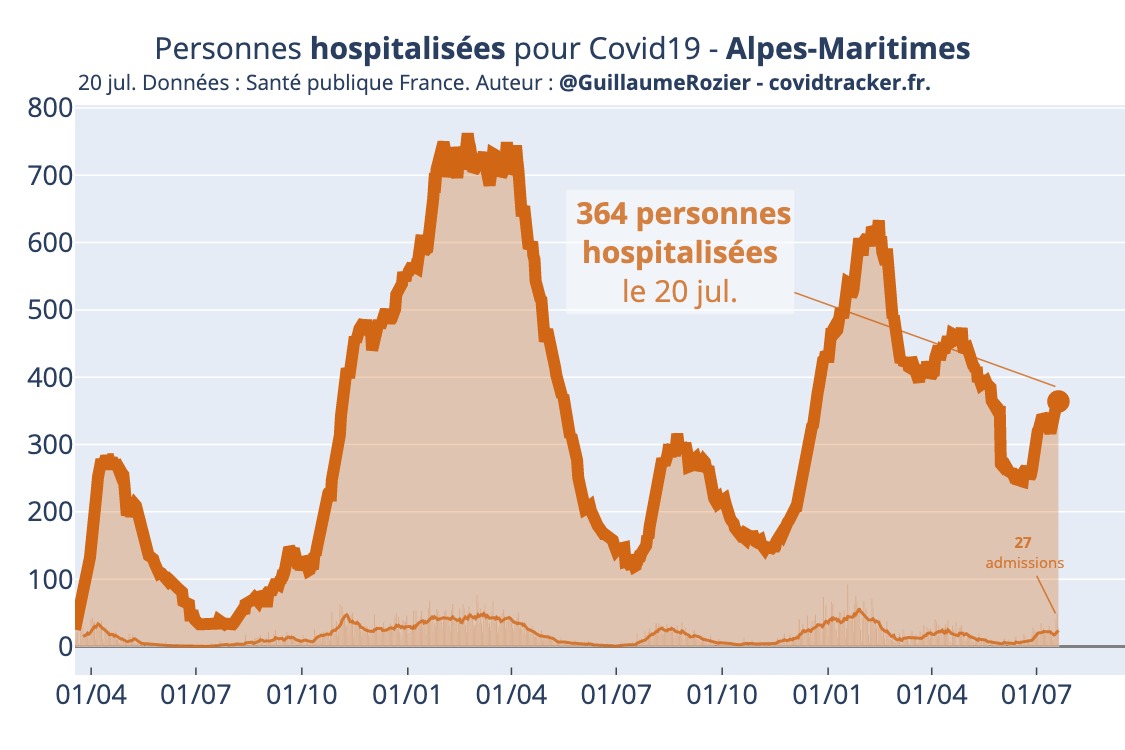 Personnes hospitalisées pour Covid19 - Alpes-Maritimes
20 jul. Données : Santé publique France. Auteur : @GuillaumeRozier - covidtracker.fr.
800
700
600
500
400
300
200
100
0
364 personnes
hospitalisées
le 20 jul.
27
admissions
01/04 01/07 01/10 01/01 01/04 01/07 01/10 01/01 01/04 01/07